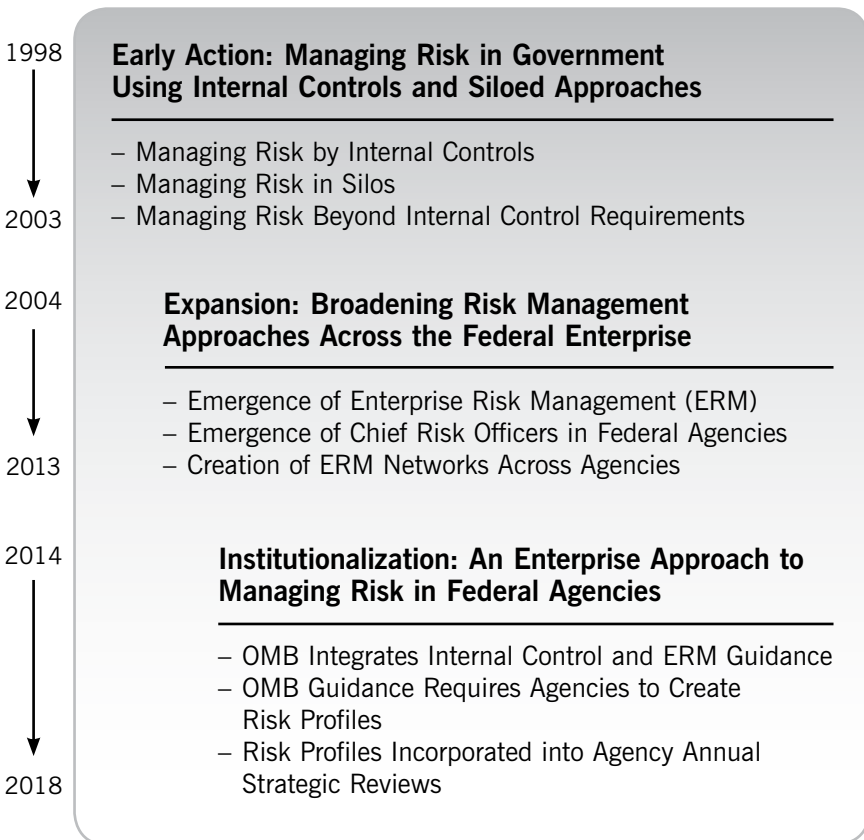 1998
Early Action: Managing Risk in Government
Using Internal Controls and Siloed Approaches
– Managing Risk by Internal Controls
– Managing Risk in Silos
2003
– Managing Risk Beyond Internal Control Requirements
2004
Expansion: Broadening Risk Management
Approaches Across the Federal Enterprise
– Emergence of Enterprise Risk Management (ERM)
– Emergence of Chief Risk Officers in Federal Agencies
2013
– Creation of ERM Networks Across Agencies
2014
Institutionalization: An Enterprise Approach to
Managing Risk in Federal Agencies
– OMB Integrates Internal Control and ERM Guidance
– OMB Guidance Requires Agencies to Create
Risk Profiles
– Risk Profiles Incorporated into Agency Annual
Strategic Reviews
2018